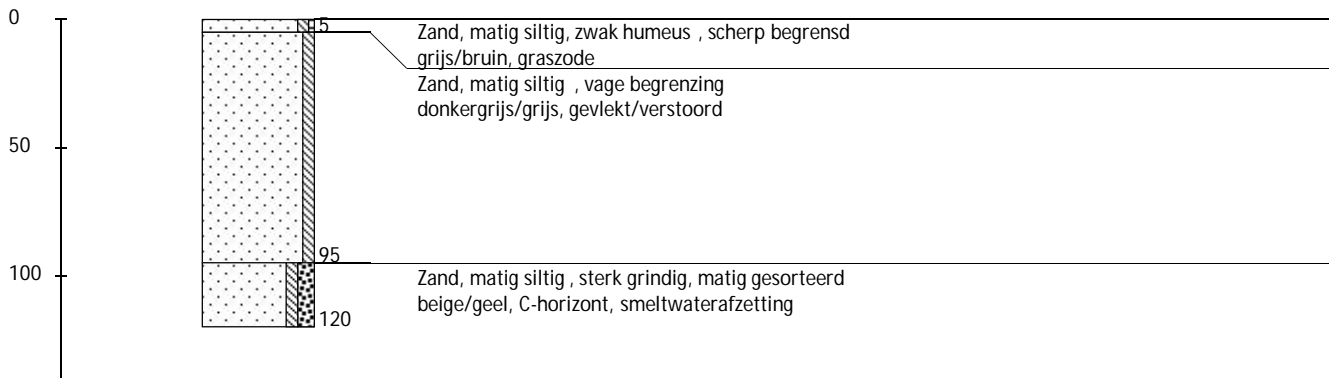 0
5
Zand, matig siltig, zwak humeus , scherp begrensd
grijs/bruin, graszode
Zand, matig siltig , vage begrenzing
donkergrijs/grijs, gevlekt/verstoord
50
95
100
Zand, matig siltig , sterk grindig, matig gesorteerd
beige/geel, C-horizont, smeltwaterafzetting
120